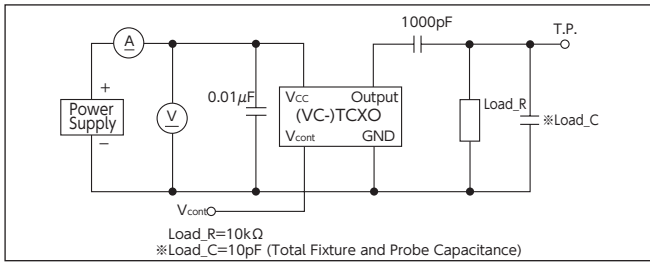 1000pF
T.P.
A
+
Power
Supply
−
V
0.01μF
Vcc Output
(VC-)TCXO
Vcont GND
Load_R
※Load_C
Vcont
Load_R=10kΩ
※Load_C=10pF (Total Fixture and Probe Capacitance)